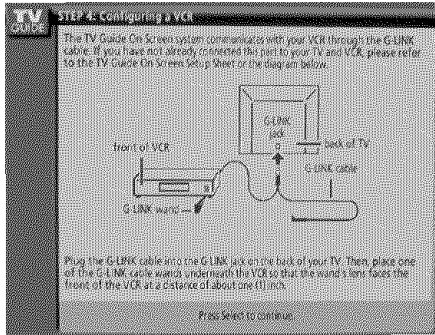 TV
GUIDE
STEP 4: Configuring a VCR
The TV Guide On Screen system communicates with your VCR through the G-LINK
cable. If you have not already connected this part to your TV and VCR, please refer
to the TV Guide On Screen Setup Sheet or the diagram below.
G-LINK
jack
front of VCR
back of TV
G-LINK cable
G-LINK wand
Plug the G-LINK cable into the G-LINK jack on the back of your TV. Then, place one
of the G-LINK cable wands underneath the VCR so that the wand's lens faces the
front of the VCR at a distance of about one (1) inch.
Press Select to continue